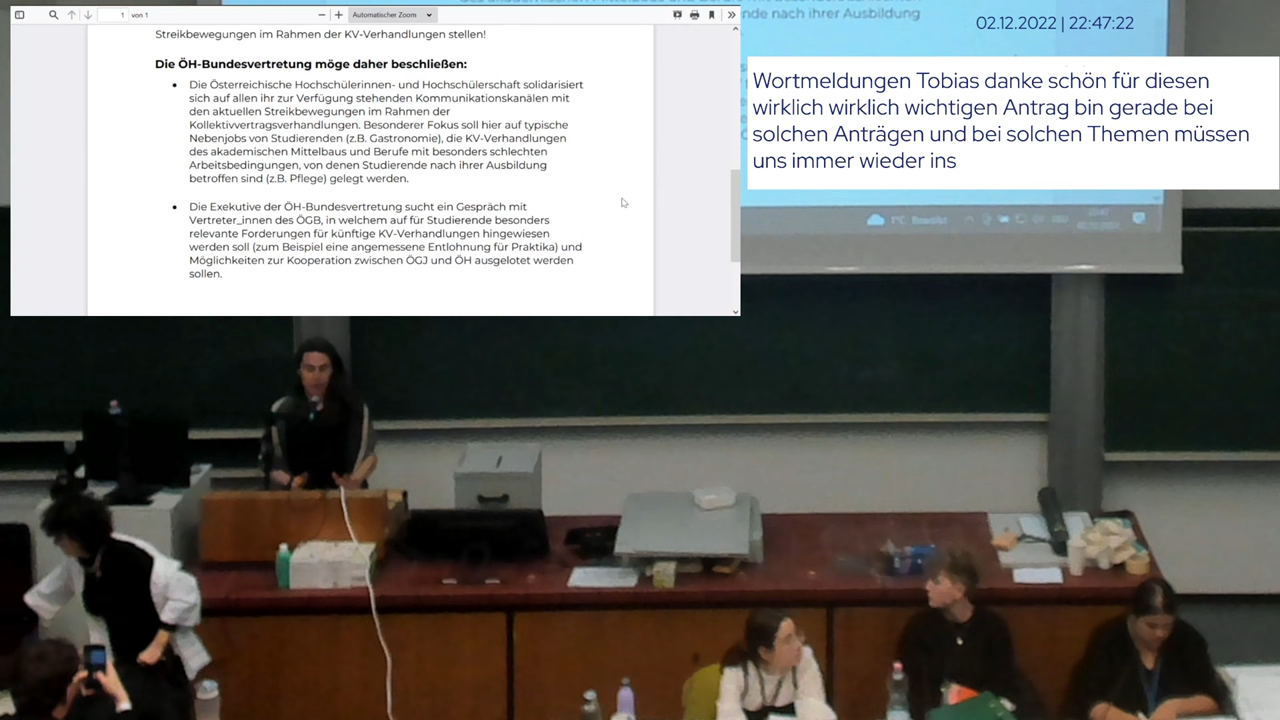 1 von 1
Automatischer Zoom
Streikbewegungen im Rahmen der KV-Verhandlungen stellen!
Die ÖH-Bundesvertretung möge daher beschließen:
• Die Österreichische Hochschülerinnen- und Hochschülerschaft solidarisiert
sich auf allen ihr zur Verfügung stehenden Kommunikationskanälen mit
den aktuellen Streikbewegungen im Rahmen der
Kollektivvertragsverhandlungen. Besonderer Fokus soll hier auf typische
Nebenjobs von Studierenden (z.B. Gastronomie), die KV-Verhandlungen
des akademischen Mittelbaus und Berufe mit besonders schlechten
Arbeitsbedingungen, von denen Studierende nach ihrer Ausbildung
betroffen sind (z.B. Pflege) gelegt werden.
• Die Exekutive der ÖH-Bundesvertretung sucht ein Gespräch mit
Vertreter_innen des ÖGB, in welchem auf für Studierende besonders
relevante Forderungen für künftige KV-Verhandlungen hingewiesen
werden soll (zum Beispiel eine angemessene Entlohnung für Praktika) und
Möglichkeiten zur Kooperation zwischen ÖGJ und ÖH ausgelotet werden
sollen.
nde nach ihrer Ausbildung
02.12.2022 | 22:47:22
Wortmeldungen Tobias danke schön für diesen
wirklich wirklich wichtigen Antrag bin gerade bei
solchen Anträgen und bei solchen Themen müssen
uns immer wieder ins